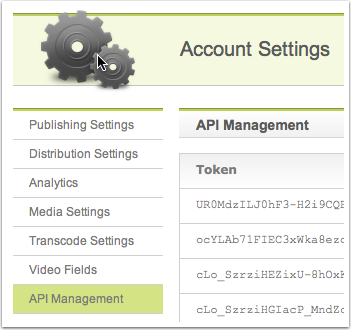 Account Settings
Publishing Settings
Distribution Settings
Analytics
Media Settings
Transcode Settings
Video Fields
API Management
API Management
Token
UR0MdzILJ0hF3-H2i9CQE
ocYLAb71FIEC3xWka8ezc
cLo_SzrziHEZixU-8hOxK
cLo_SzrziHGIacP_MndZc